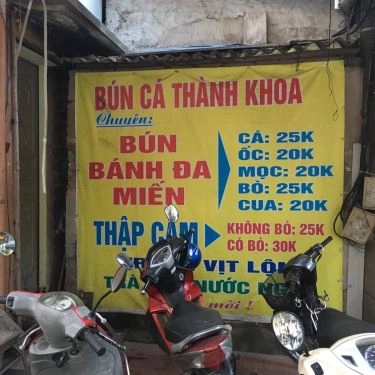 BÚN CÁ THÀNH KHOA
Chuyên:
BÚN
BÁNH ĐA
MIẾN
CÁ: 25K
ỐC: 20K
MỌC: 20K
BÒ: 25K
CUA: 20K
THẬP CẨM
KHÔNG BÒ: 25K
CÓ BÒ: 30K
VỊT LỘN
NƯỚC
mời !